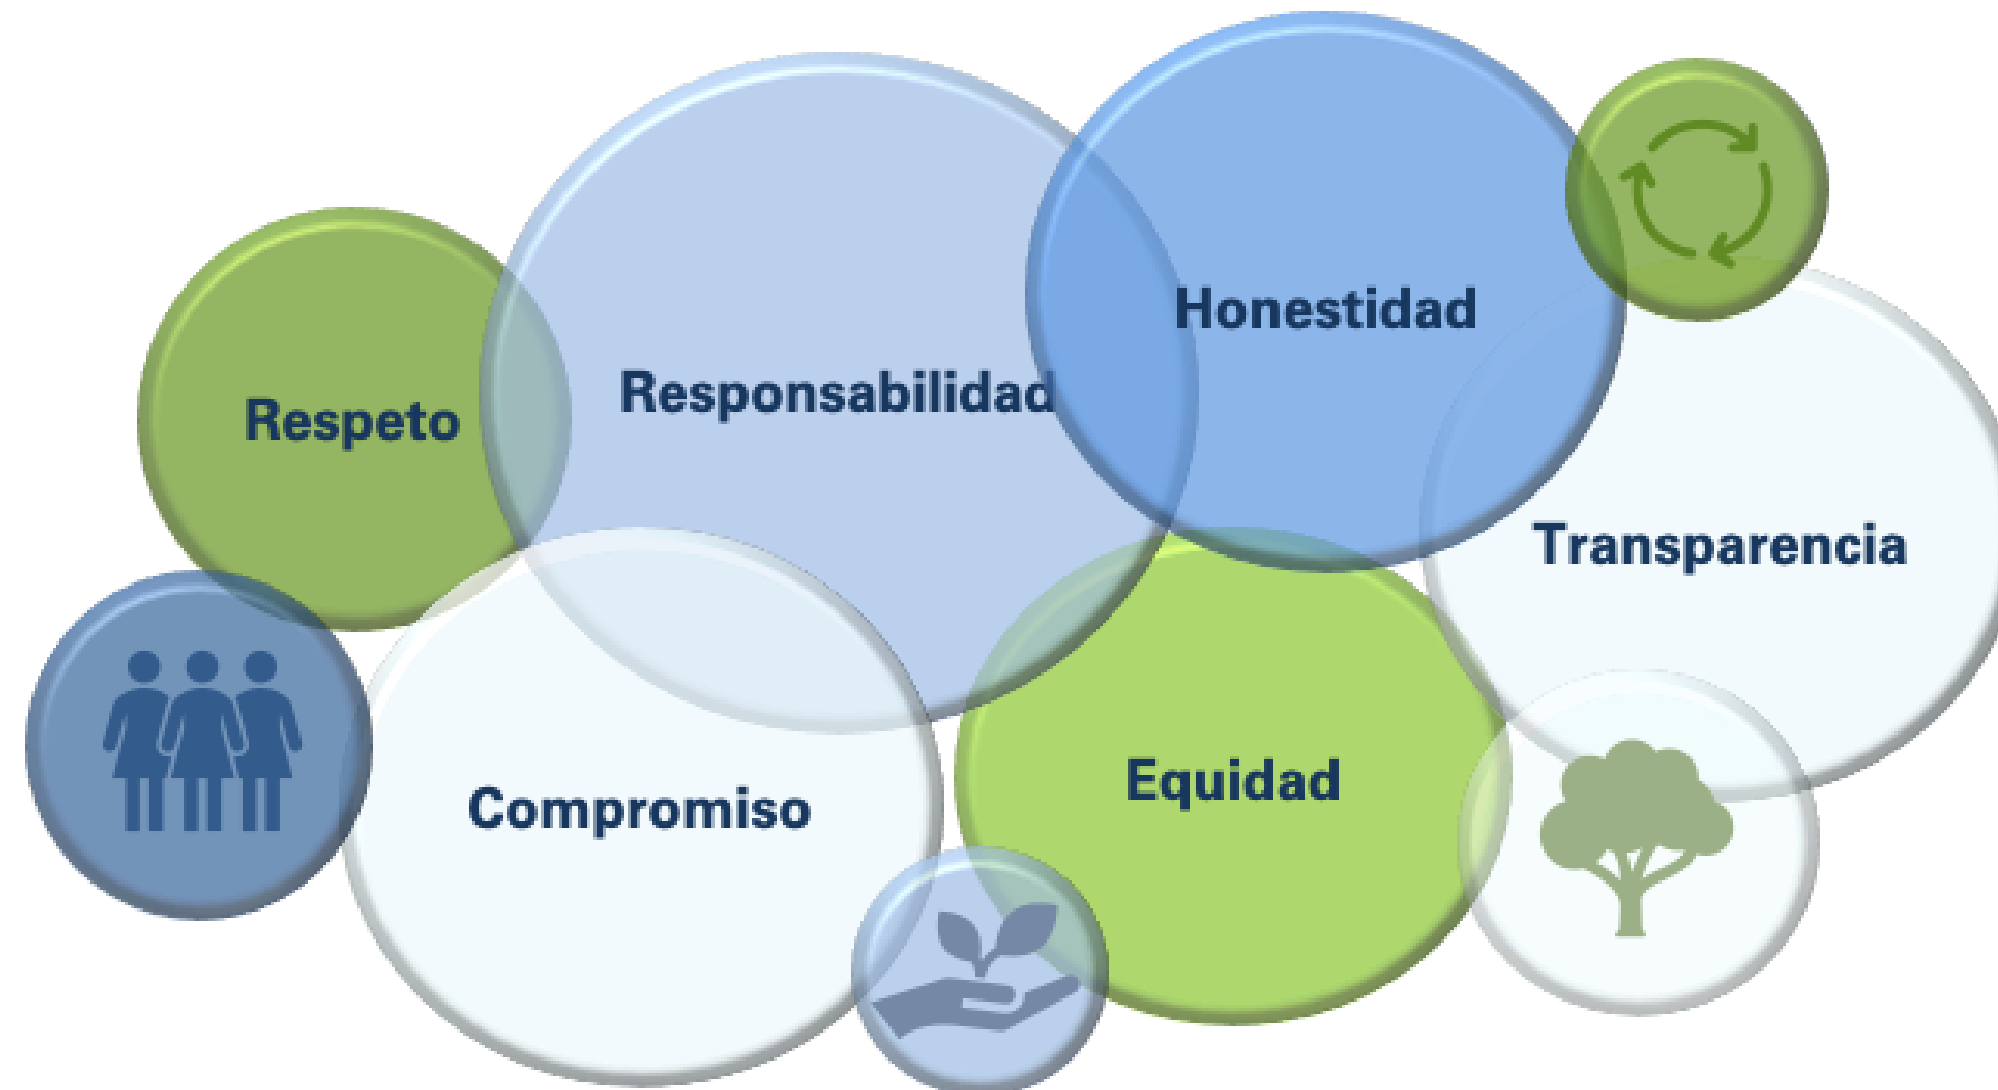 Honestidad
Responsabilidad
Respeto
Transparencia
Equidad
Compromiso